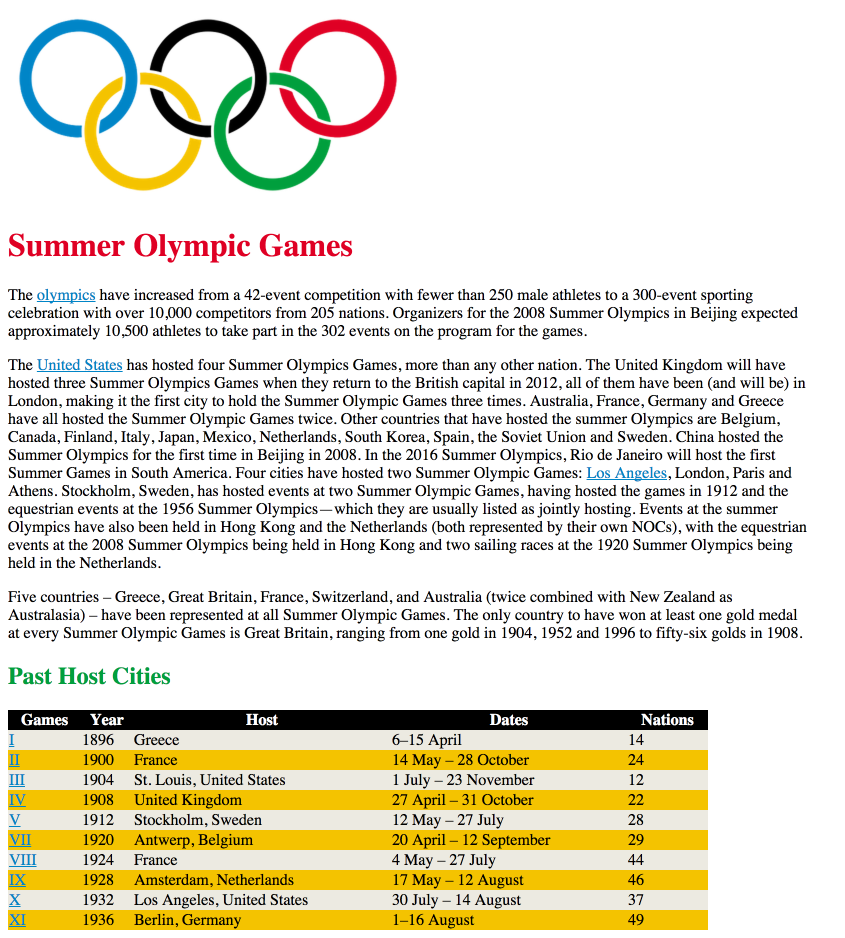 Summer Olympic Games
The olympics have increased from a 42-event competition with fewer than 250 male athletes to a 300-event sporting
celebration with over 10,000 competitors from 205 nations. Organizers for the 2008 Summer Olympics in Beijing expected
approximately 10,500 athletes to take part in the 302 events on the program for the games.
The United States has hosted four Summer Olympics Games, more than any other nation. The United Kingdom will have
hosted three Summer Olympics Games when they return to the British capital in 2012, all of them have been (and will be) in
London, making it the first city to hold the Summer Olympic Games three times. Australia, France, Germany and Greece
have all hosted the Summer Olympic Games twice. Other countries that have hosted the summer Olympics are Belgium,
Canada, Finland, Italy, Japan, Mexico, Netherlands, South Korea, Spain, the Soviet Union and Sweden. China hosted the
Summer Olympics for the first time in Beijing in 2008. In the 2016 Summer Olympics, Rio de Janeiro will host the first
Summer Games in South America. Four cities have hosted two Summer Olympic Games: Los Angeles, London, Paris and
Athens. Stockholm, Sweden, has hosted events at two Summer Olympic Games, having hosted the games in 1912 and the
equestrian events at the 1956 Summer Olympics—which they are usually listed as jointly hosting. Events at the summer
Olympics have also been held in Hong Kong and the Netherlands (both represented by their own NOCs), with the equestrian
events at the 2008 Summer Olympics being held in Hong Kong and two sailing races at the 1920 Summer Olympics being
held in the Netherlands.
Five countries – Greece, Great Britain, France, Switzerland, and Australia (twice combined with New Zealand as
Australasia) – have been represented at all Summer Olympic Games. The only country to have won at least one gold medal
at every Summer Olympic Games is Great Britain, ranging from one gold in 1904, 1952 and 1996 to fifty-six golds in 1908.
Past Host Cities
Games Year Host Dates Nations
I 1896 Greece 6–15 April 14
II 1900 France 14 May – 28 October 24
III 1904 St. Louis, United States 1 July – 23 November 12
IV 1908 United Kingdom 27 April – 31 October 22
V 1912 Stockholm, Sweden 12 May – 27 July 28
VII 1920 Antwerp, Belgium 20 April – 12 September 29
VIII 1924 France 4 May – 27 July 44
IX 1928 Amsterdam, Netherlands 17 May – 12 August 46
X 1932 Los Angeles, United States 30 July – 14 August 37
XI 1936 Berlin, Germany 1–16 August 49